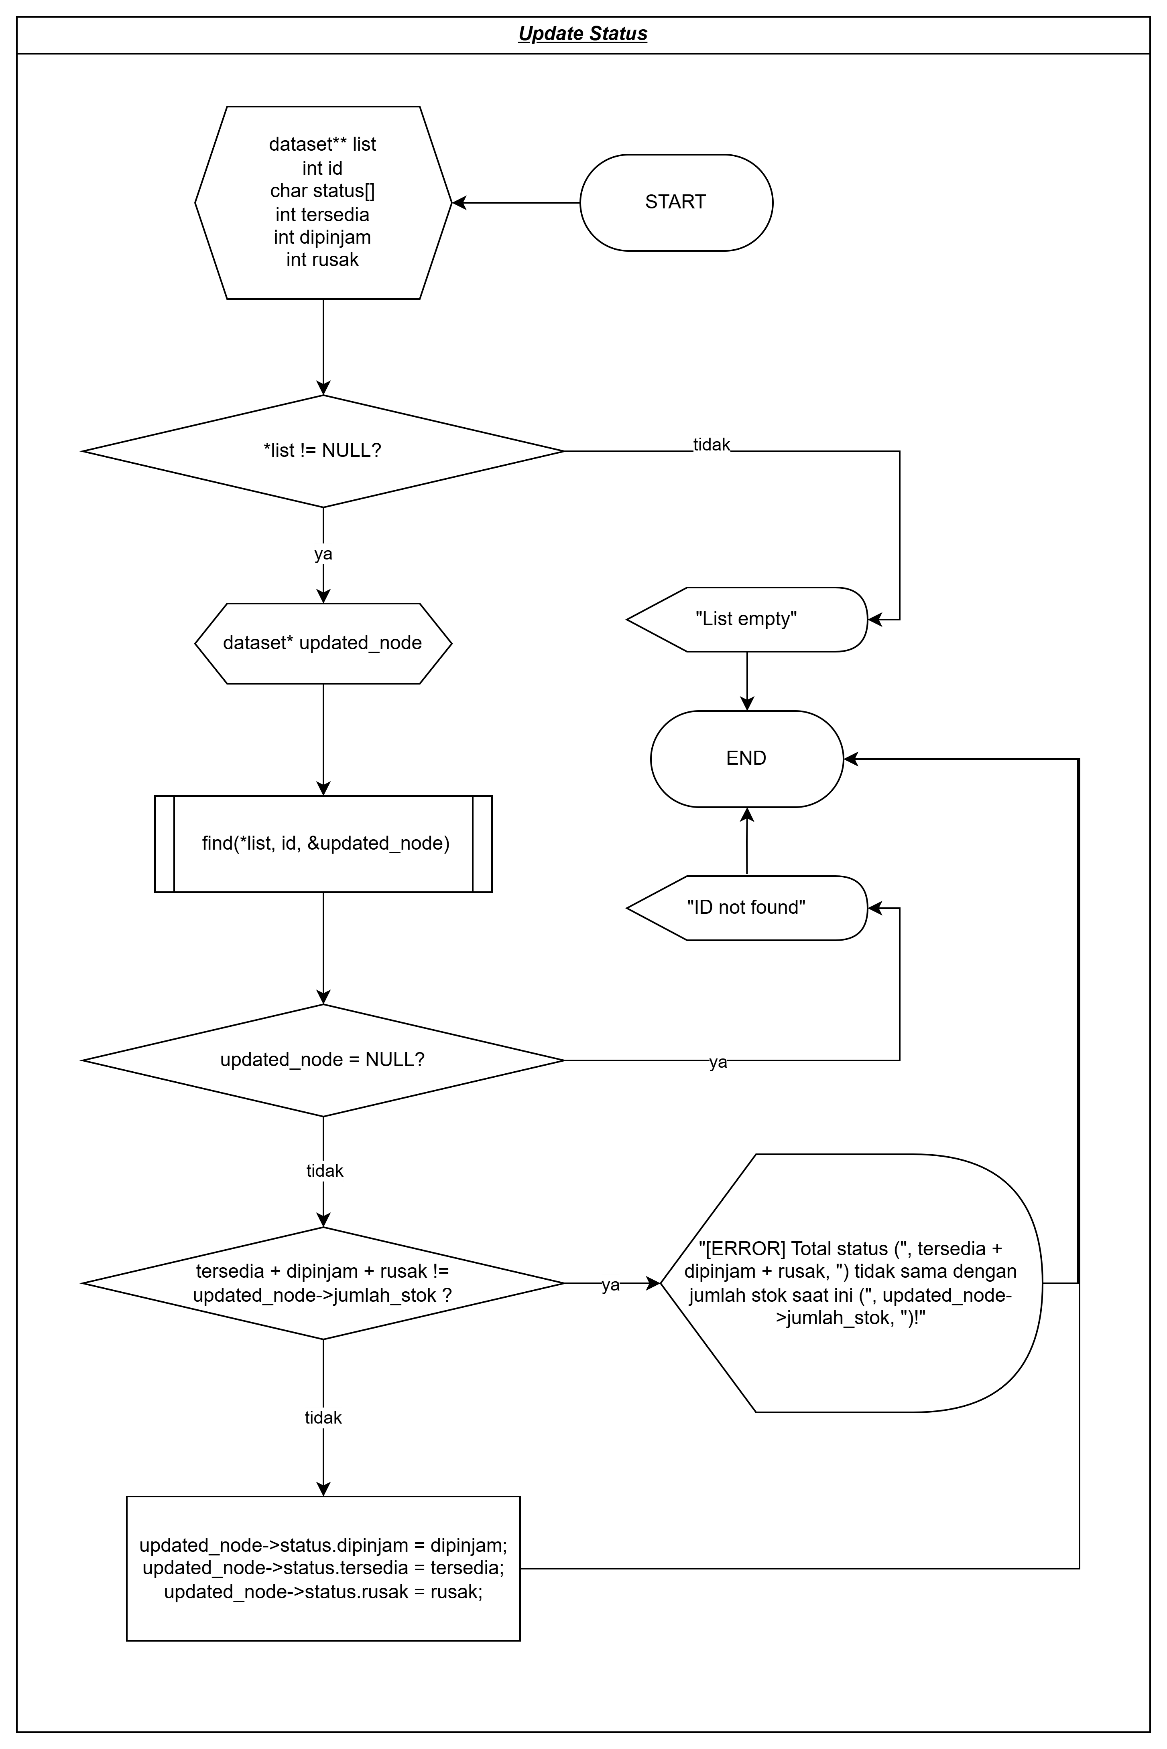 Update Status
START
dataset** list
int id
char status[]
int tersedia
int dipinjam
int rusak
*list != NULL?
tidak
ya
"List empty"
dataset* updated_node
END
find(*list, id, &updated_node)
"ID not found"
updated_node = NULL?
ya
tidak
tersedia + dipinjam + rusak !=
updated_node->jumlah_stok ?
ya
"[ERROR] Total status (", tersedia +
dipinjam + rusak, ") tidak sama dengan
jumlah stok saat ini (", updated_node-
>jumlah_stok, ")!"
tidak
updated_node->status.dipinjam = dipinjam;
updated_node->status.tersedia = tersedia;
updated_node->status.rusak = rusak;